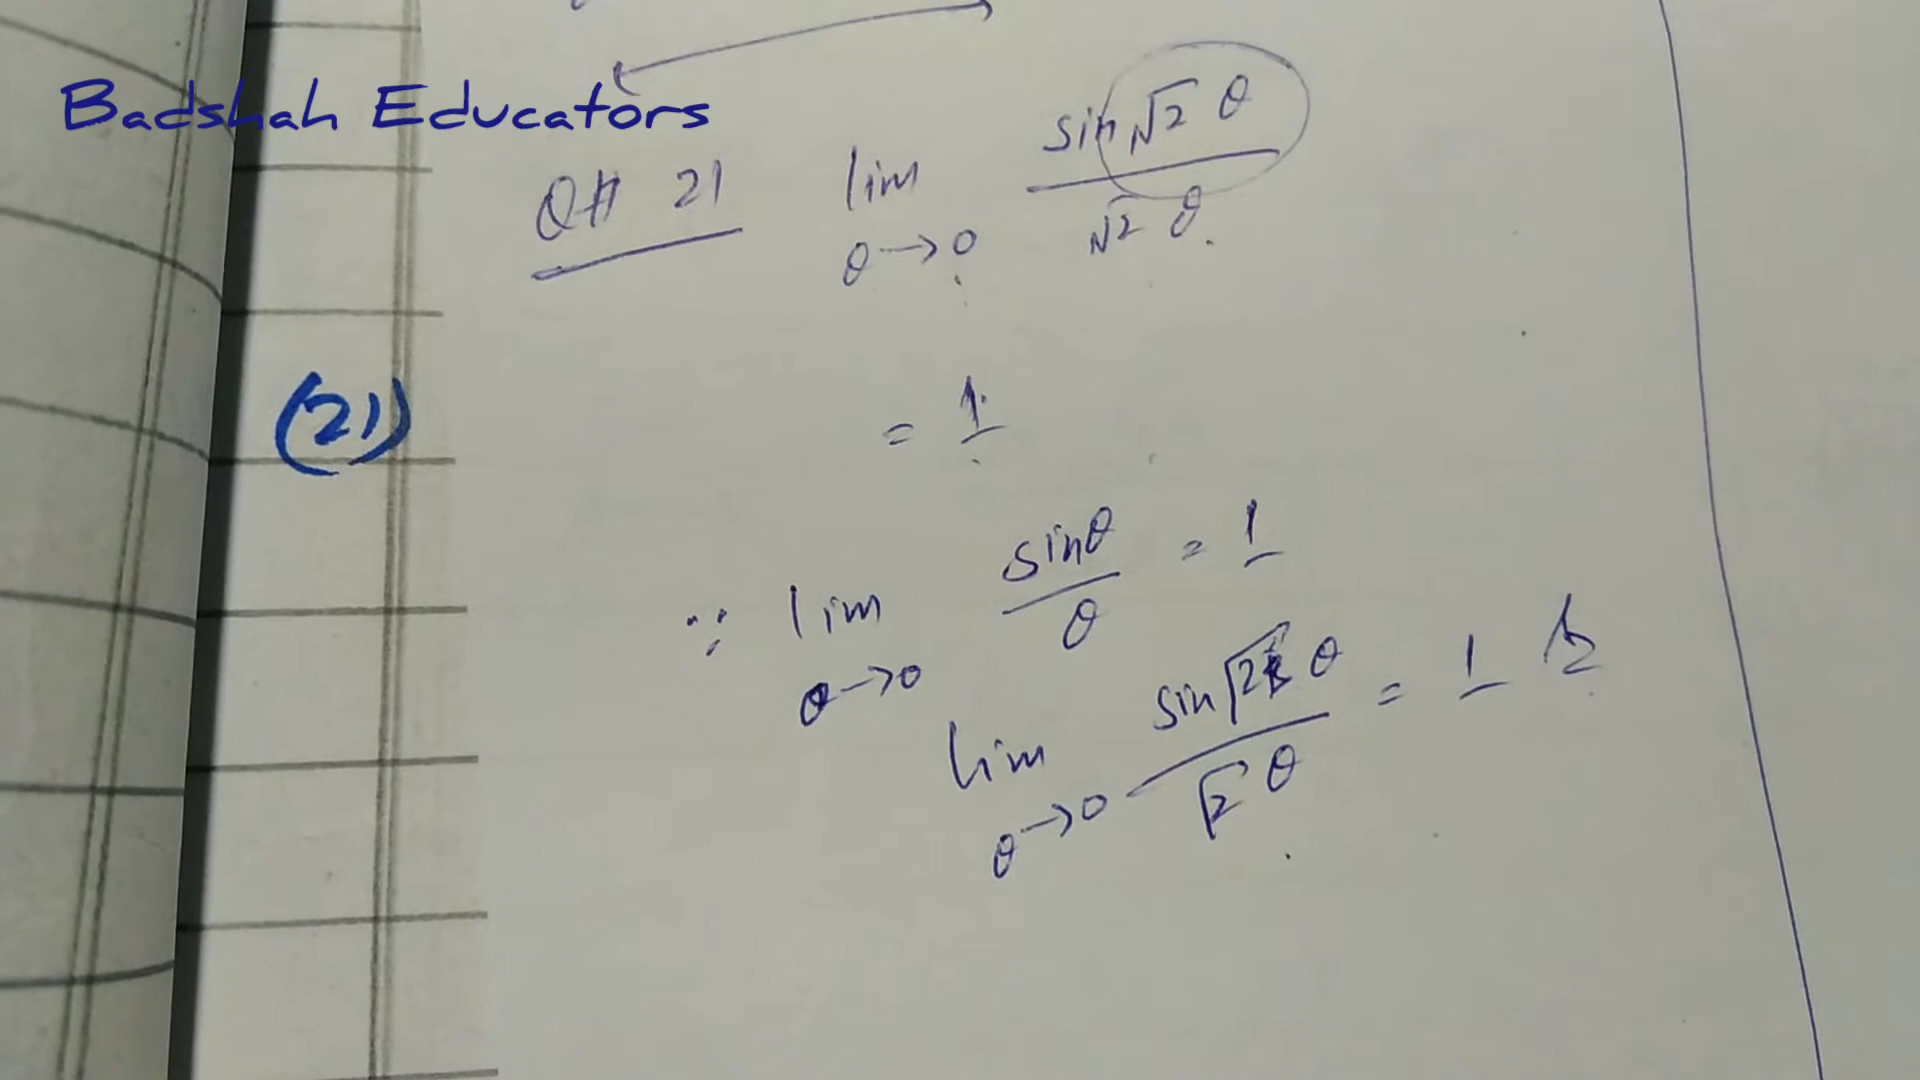 Badshah Educators
Q# 21 lim θ→0 sin√2 θ / √2 θ
(21)
= 1
∵ lim θ→0 sinθ / θ = 1
lim θ→0 sin√2 θ / √2 θ = 1